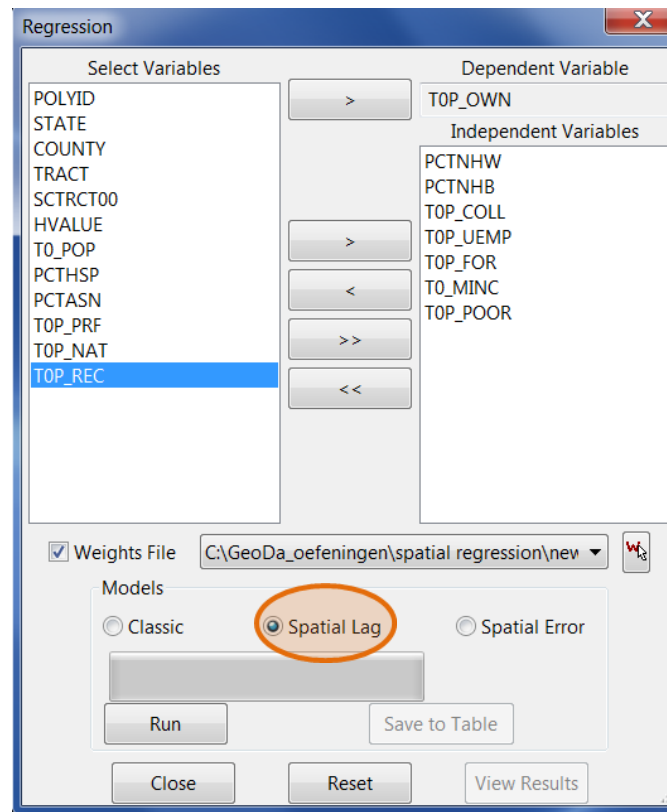 Regression
X
Select Variables
POLYID
STATE
COUNTY
TRACT
SCTRCT00
HVALUE
T0_POP
PCTHSP
PCTASN
T0P_PRF
T0P_NAT
T0P_REC
>
>
<
>>
<<
Dependent Variable
T0P_OWN
Independent Variables
PCTNHW
PCTNHB
T0P_COLL
T0P_UEMP
T0P_FOR
T0_MINC
T0P_POOR
Weights File C:\GeoDa_oefeningen\spatial regression\new
W
Models
Classic Spatial Lag Spatial Error
Run Save to Table
Close Reset View Results